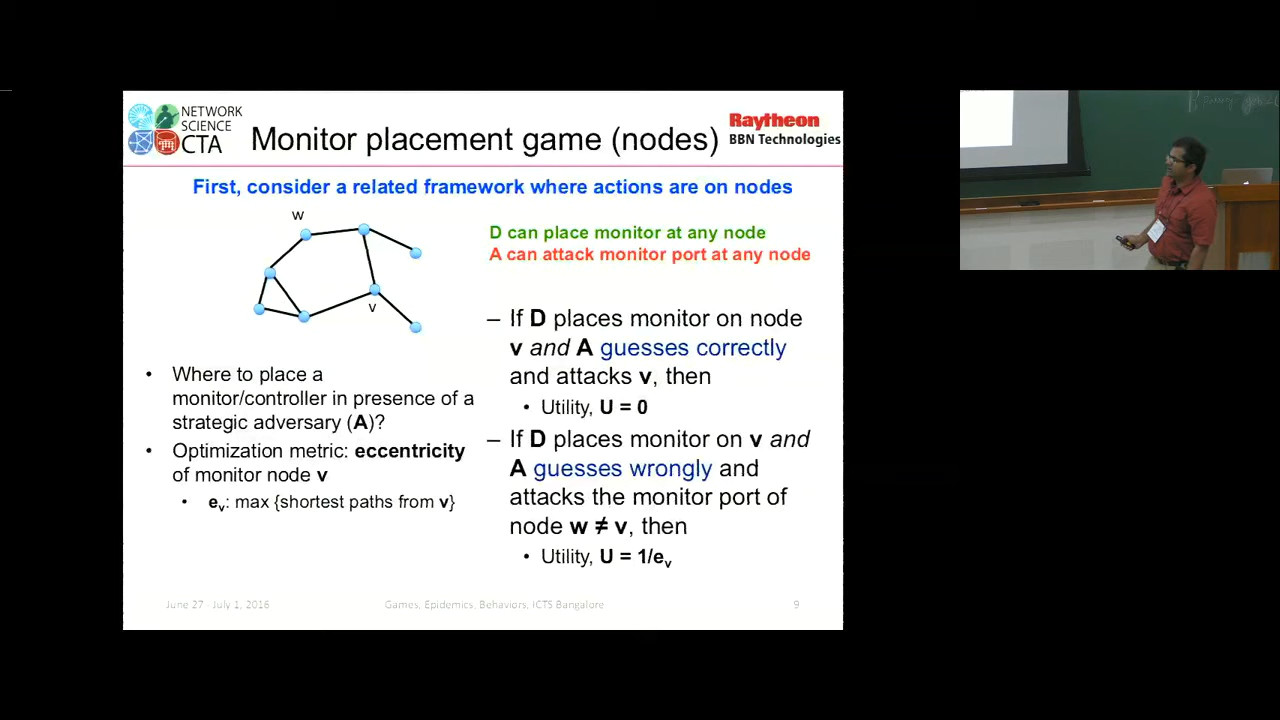 NETWORK
SCIENCE
CTA
Monitor placement game (nodes)
Raytheon
BBN Technologies
First, consider a related framework where actions are on nodes
w
v
D can place monitor at any node
A can attack monitor port at any node
• Where to place a
monitor/controller in presence of a
strategic adversary (A)?
• Optimization metric: eccentricity
of monitor node v
• ev: max {shortest paths from v}
– If D places monitor on node
v and A guesses correctly
and attacks v, then
• Utility, U = 0
– If D places monitor on v and
A guesses wrongly and
attacks the monitor port of
node w ≠ v, then
• Utility, U = 1/ev
June 27 - July 1, 2016
Games, Epidemics, Behaviors, ICTS Bangalore
9